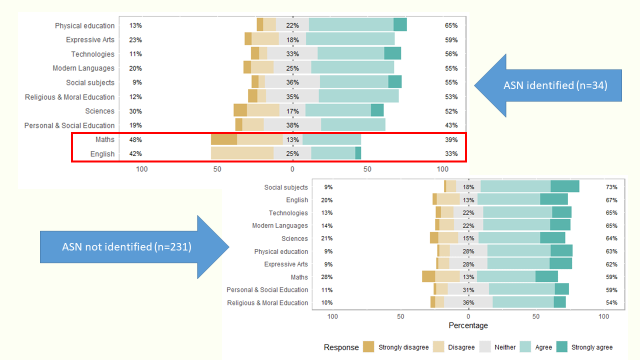 Physical education 13% 22% 65%
Expressive Arts 23% 18% 59%
Technologies 11% 33% 56%
Modern Languages 20% 25% 55%
Social subjects 9% 36% 55%
Religious & Moral Education 12% 35% 53%
Sciences 30% 17% 52%
Personal & Social Education 19% 38% 43%
Maths 48% 13% 39%
English 42% 25% 33%
100 50 0 50 100
ASN identified (n=34)
ASN not identified (n=231)
Social subjects 9% 18% 73%
English 20% 13% 67%
Technologies 13% 22% 65%
Modern Languages 14% 22% 65%
Sciences 21% 15% 64%
Physical education 9% 28% 63%
Expressive Arts 9% 28% 62%
Maths 28% 13% 59%
Personal & Social Education 11% 31% 59%
Religious & Moral Education 10% 36% 54%
100 50 0 50 100
Percentage
Response Strongly disagree Disagree Neither Agree Strongly agree